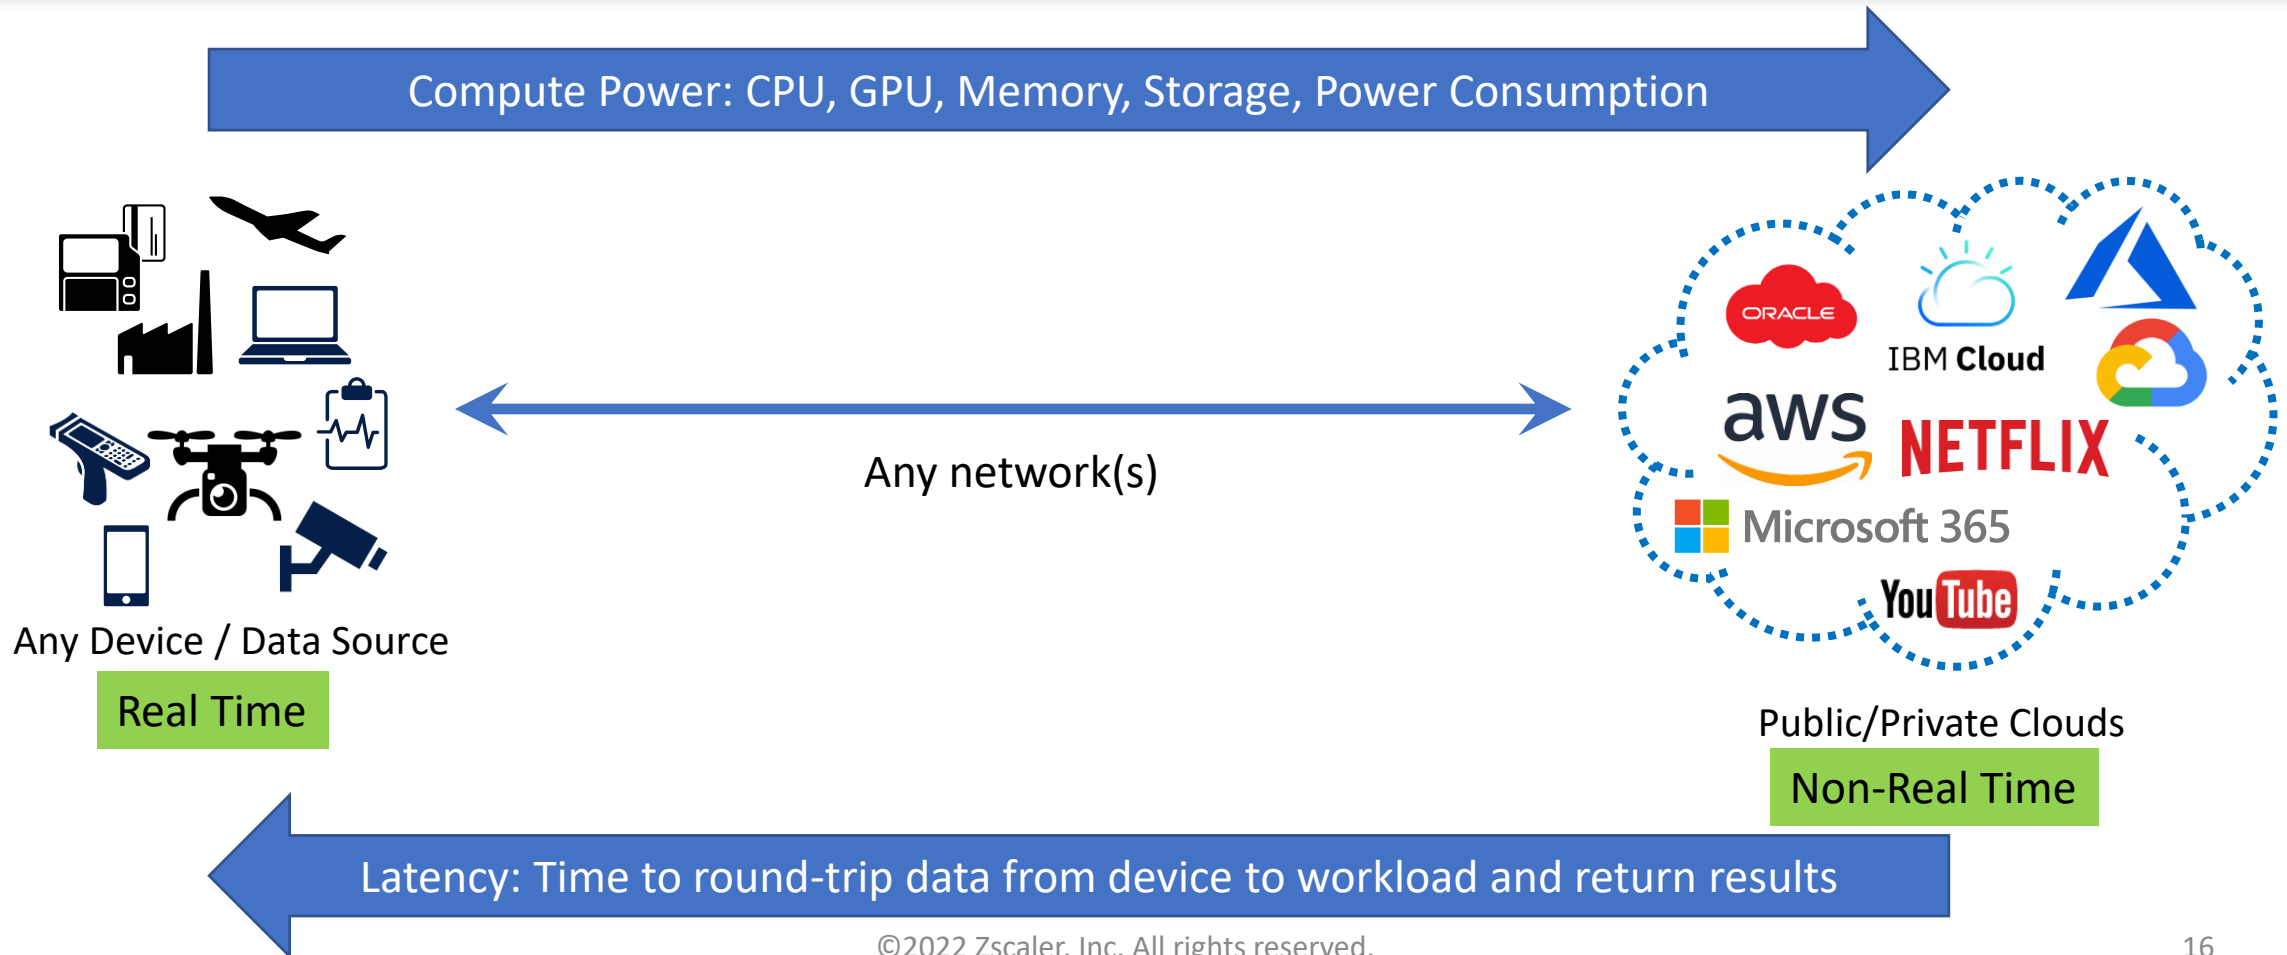 Compute Power: CPU, GPU, Memory, Storage, Power Consumption
ORACLE
IBM Cloud
aws
NETFLIX
Any network(s)
Microsoft 365
YouTube
Any Device / Data Source
Real Time
Public/Private Clouds
Non-Real Time
Latency: Time to round-trip data from device to workload and return results
©2022 Zscaler, Inc. All rights reserved.
16